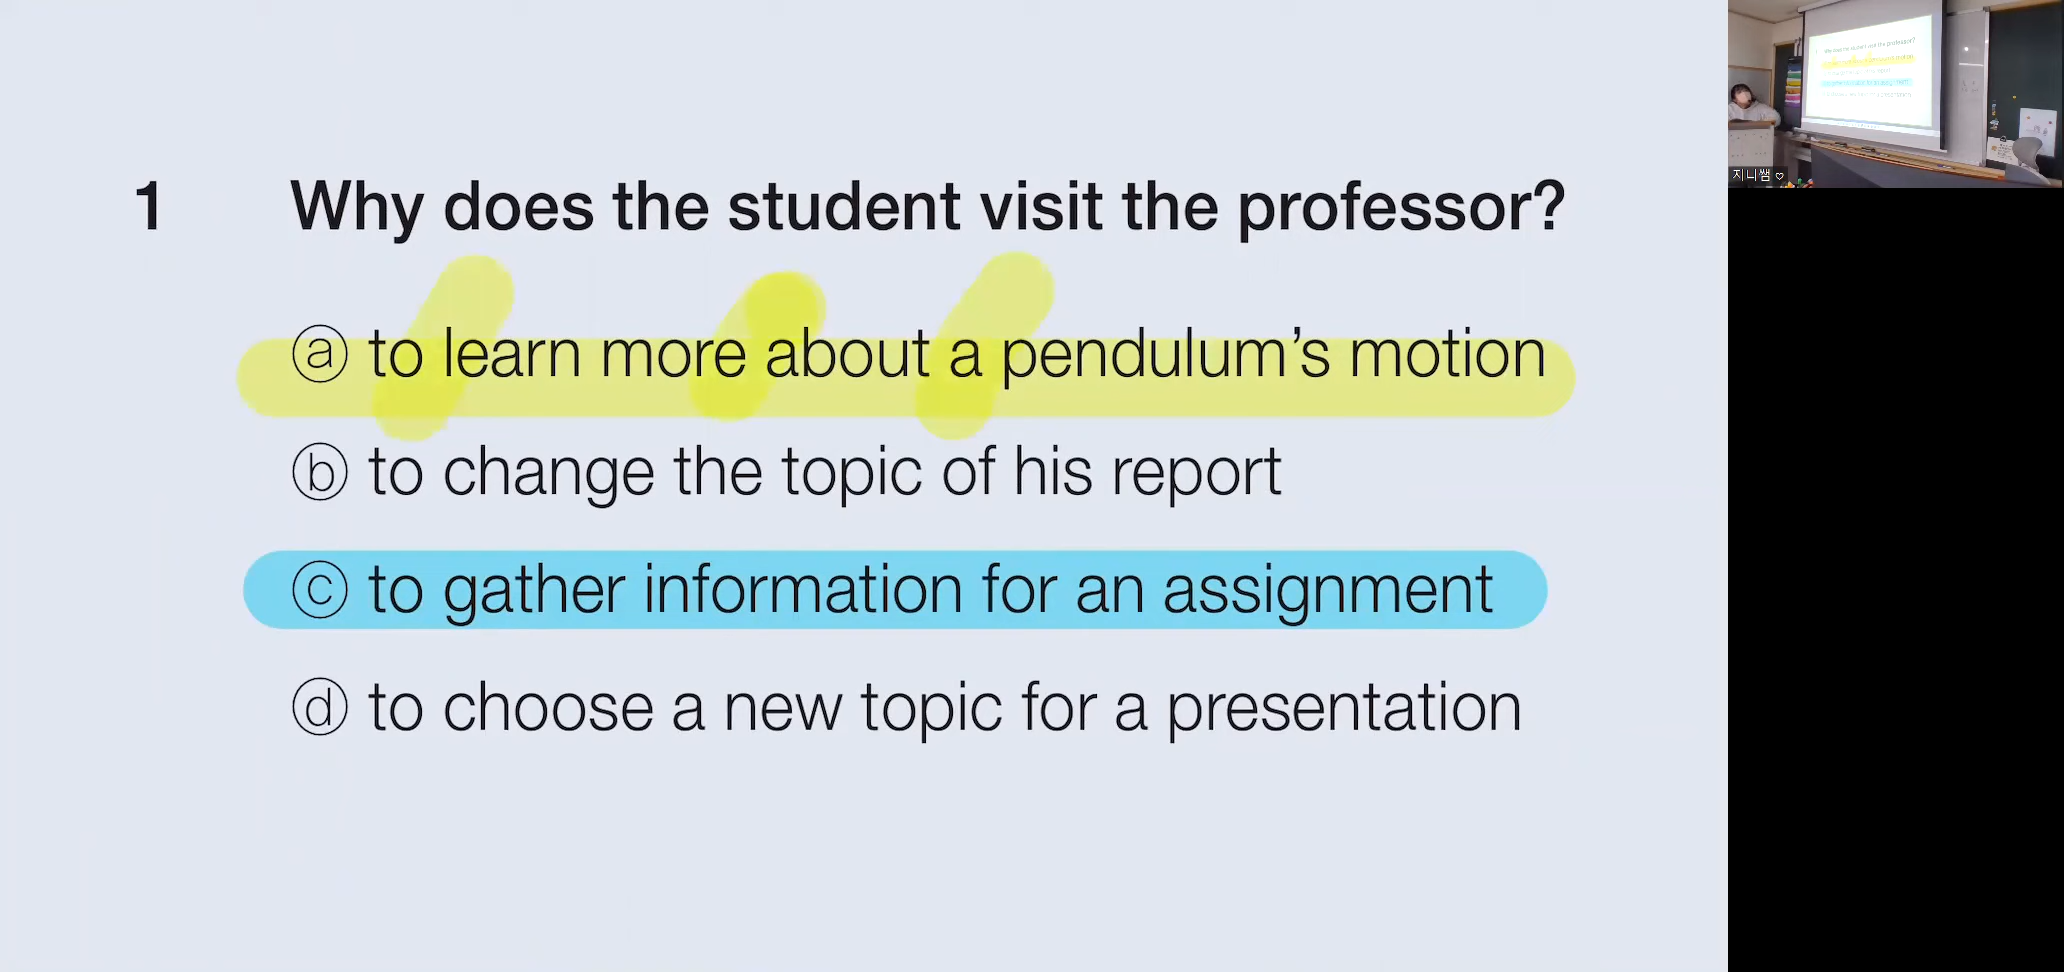 1 Why does the student visit the professor?
ⓐ to learn more about a pendulum’s motion
ⓑ to change the topic of his report
ⓒ to gather information for an assignment
ⓓ to choose a new topic for a presentation
지니쌤 ♡